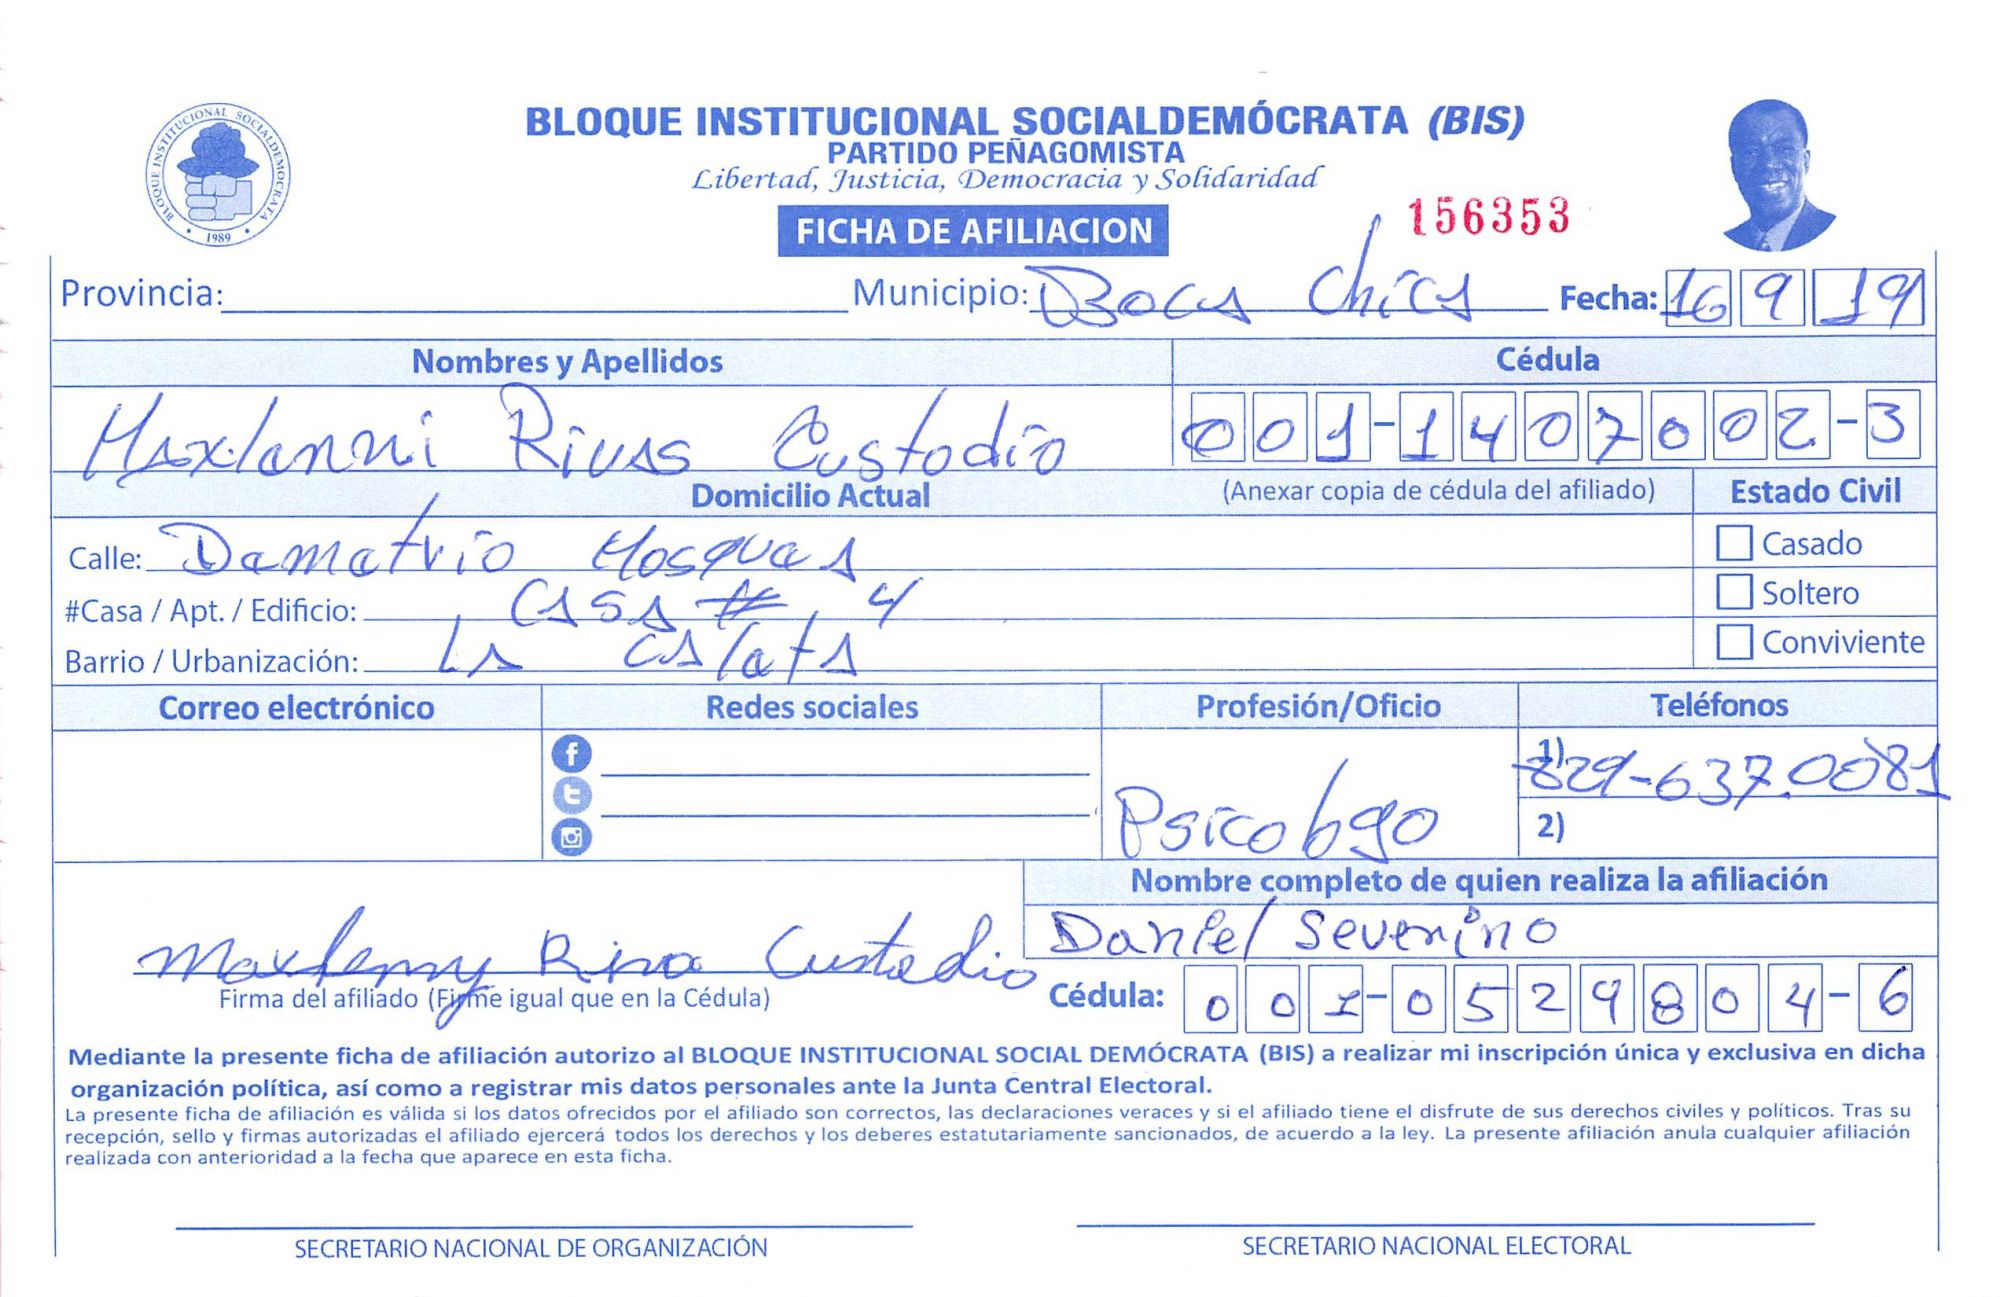 BLOQUE INSTITUCIONAL SOCIALDEMÓCRATA
1989
BLOQUE INSTITUCIONAL SOCIALDEMÓCRATA (BIS)
PARTIDO PEÑAGOMISTA
Libertad, Justicia, Democracia y Solidaridad
FICHA DE AFILIACION
156353
Provincia: Municipio: Boca Chica Fecha: 16 9 19
Nombres y Apellidos Cédula
Maxlenni Rivas Custodio 001-1407002-3
Domicilio Actual (Anexar copia de cédula del afiliado) Estado Civil
Calle: Demetrio Mosquea Casado
#Casa / Apt. / Edificio: Casa # 4 Soltero
Barrio / Urbanización: La Caleta Conviviente
Correo electrónico Redes sociales Profesión/Oficio Teléfonos
1) 829-637.0081
Psicologo
2)
Nombre completo de quien realiza la afiliación
Daniel Severino
Custodio
Firma del afiliado (Firme igual que en la Cédula) Cédula: 001-0529804-6
Mediante la presente ficha de afiliación autorizo al BLOQUE INSTITUCIONAL SOCIAL DEMÓCRATA (BIS) a realizar mi inscripción única y exclusiva en dicha
organización política, así como a registrar mis datos personales ante la Junta Central Electoral.
La presente ficha de afiliación es válida si los datos ofrecidos por el afiliado son correctos, las declaraciones veraces y si el afiliado tiene el disfrute de sus derechos civiles y políticos. Tras su
recepción, sello y firmas autorizadas el afiliado ejercerá todos los derechos y los deberes estatutariamente sancionados, de acuerdo a la ley. La presente afiliación anula cualquier afiliación
realizada con anterioridad a la fecha que aparece en esta ficha.
SECRETARIO NACIONAL DE ORGANIZACIÓN SECRETARIO NACIONAL ELECTORAL